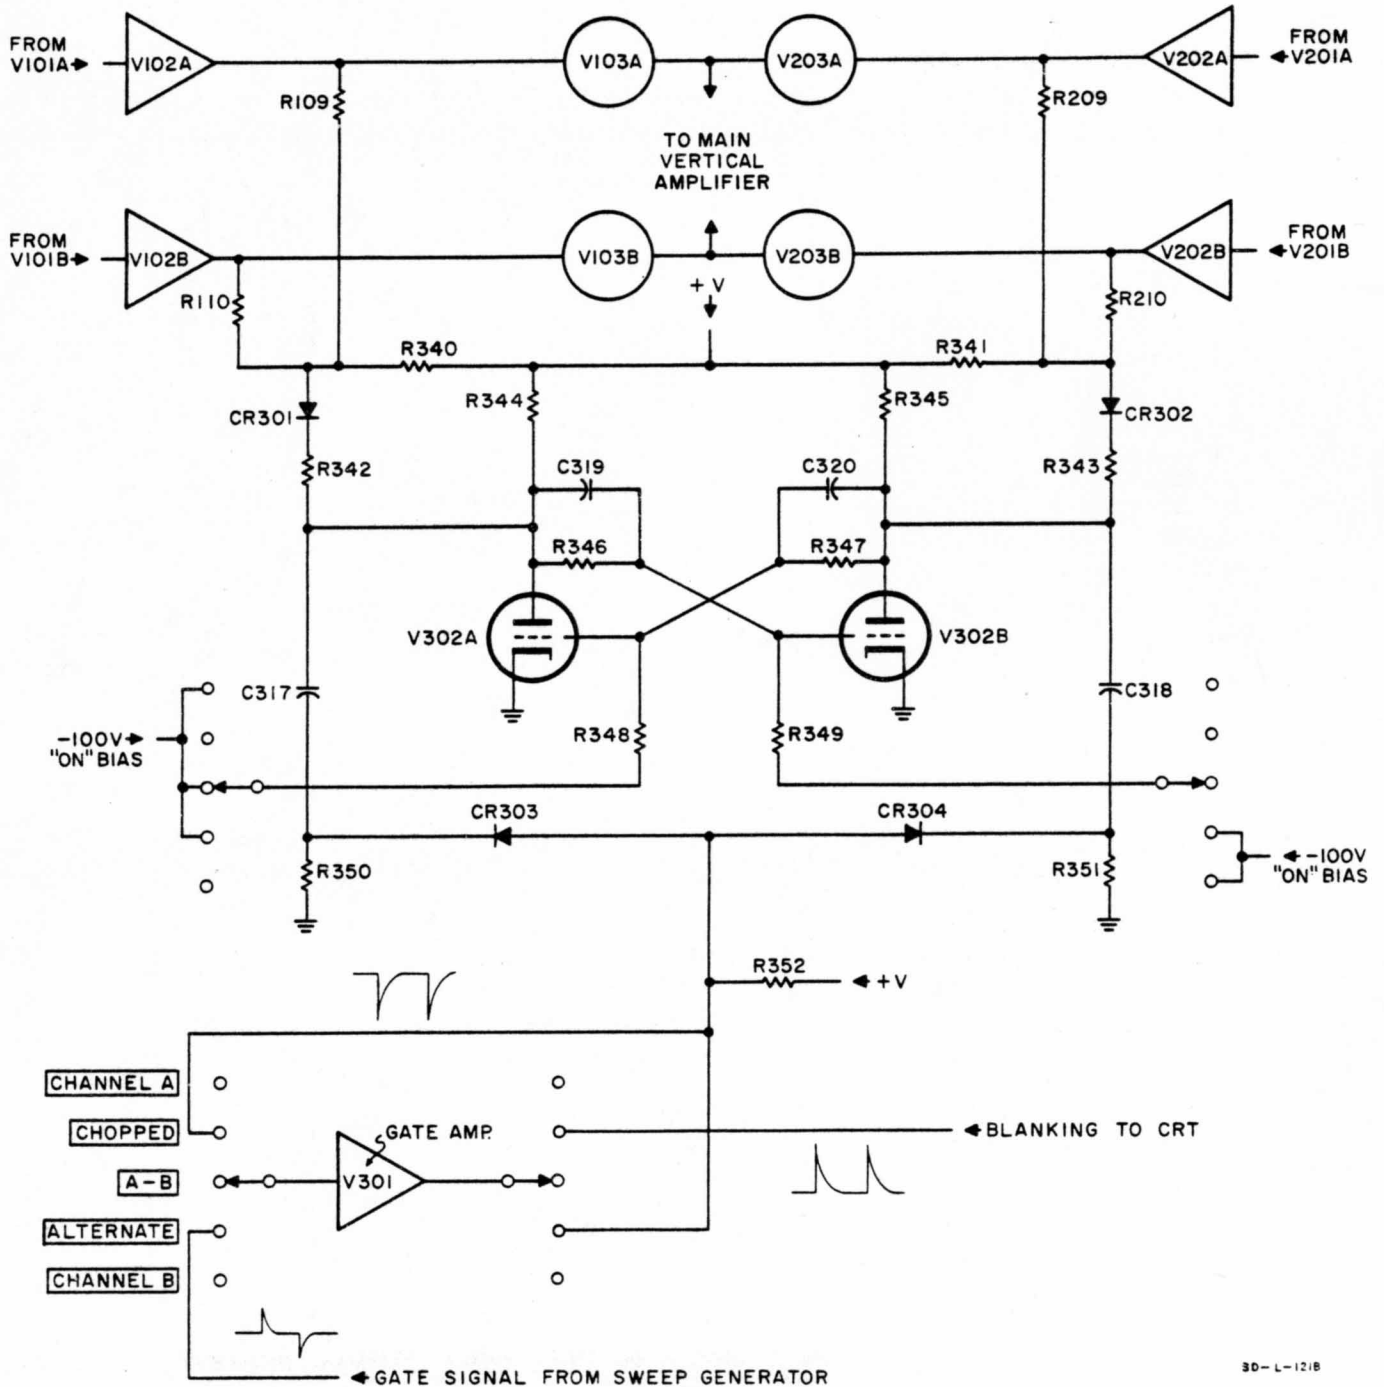 FROM
V101A
V102A
V103A
V203A
V202A
FROM
V201A
R109
R209
TO MAIN
VERTICAL
AMPLIFIER
FROM
V101B
V102B
V103B
V203B
V202B
FROM
V201B
R110
+ V
R210
R340
R341
CR301
R344
R345
CR302
R342
C319
C320
R343
R346
R347
V302A
V302B
C317
C318
-100V
"ON" BIAS
R348
R349
CR303
CR304
R350
R351
-100V
"ON" BIAS
R352
+V
CHANNEL A
CHOPPED
GATE AMP.
BLANKING TO CRT
A-B
V301
ALTERNATE
CHANNEL B
GATE SIGNAL FROM SWEEP GENERATOR
SD-L-121B